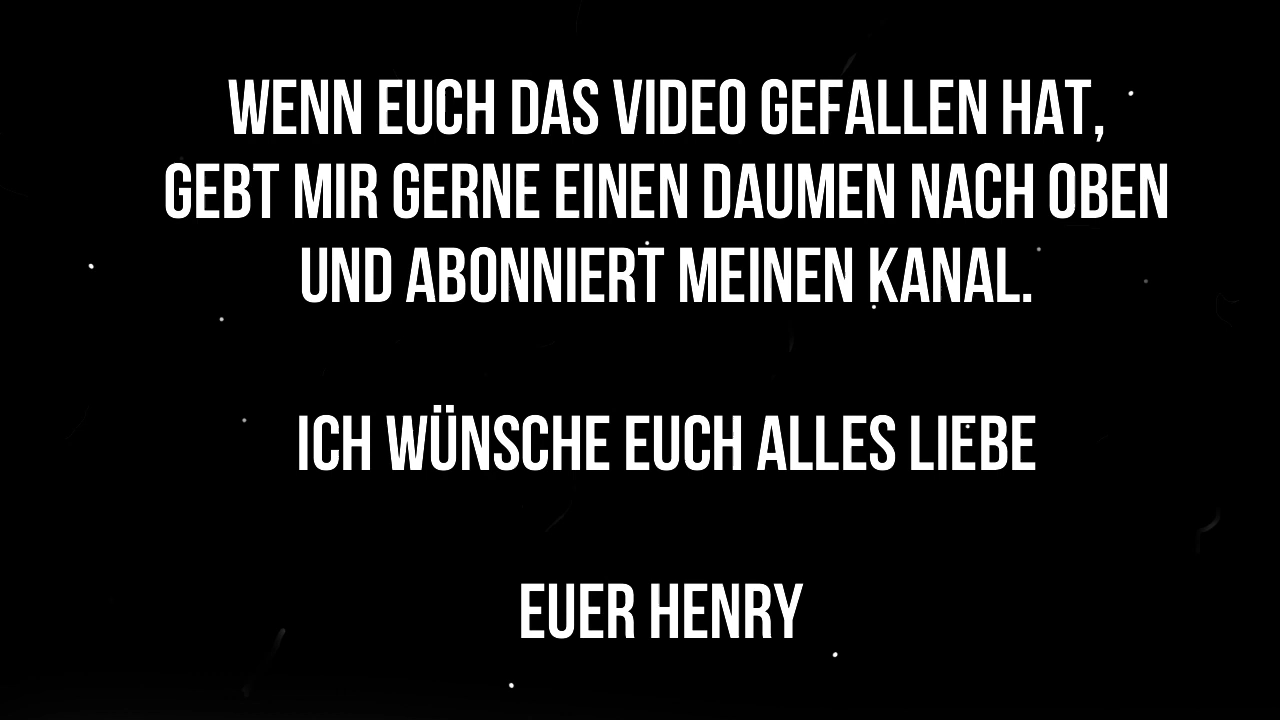 WENN EUCH DAS VIDEO GEFALLEN HAT,
GEBT MIR GERNE EINEN DAUMEN NACH OBEN
UND ABONNIERT MEINEN KANAL.
ICH WÜNSCHE EUCH ALLES LIEBE
EUER HENRY